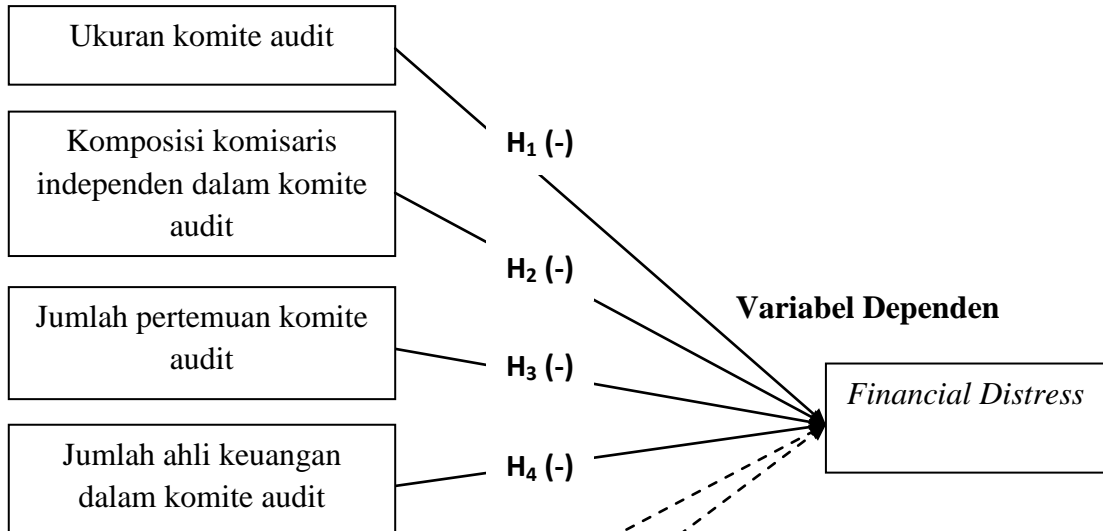 Ukuran komite audit
Komposisi komisaris
independen dalam komite
audit
Jumlah pertemuan komite
audit
Jumlah ahli keuangan
dalam komite audit
H₁ (-)
H₂ (-)
H₃ (-)
H₄ (-)
Variabel Dependen
Financial Distress